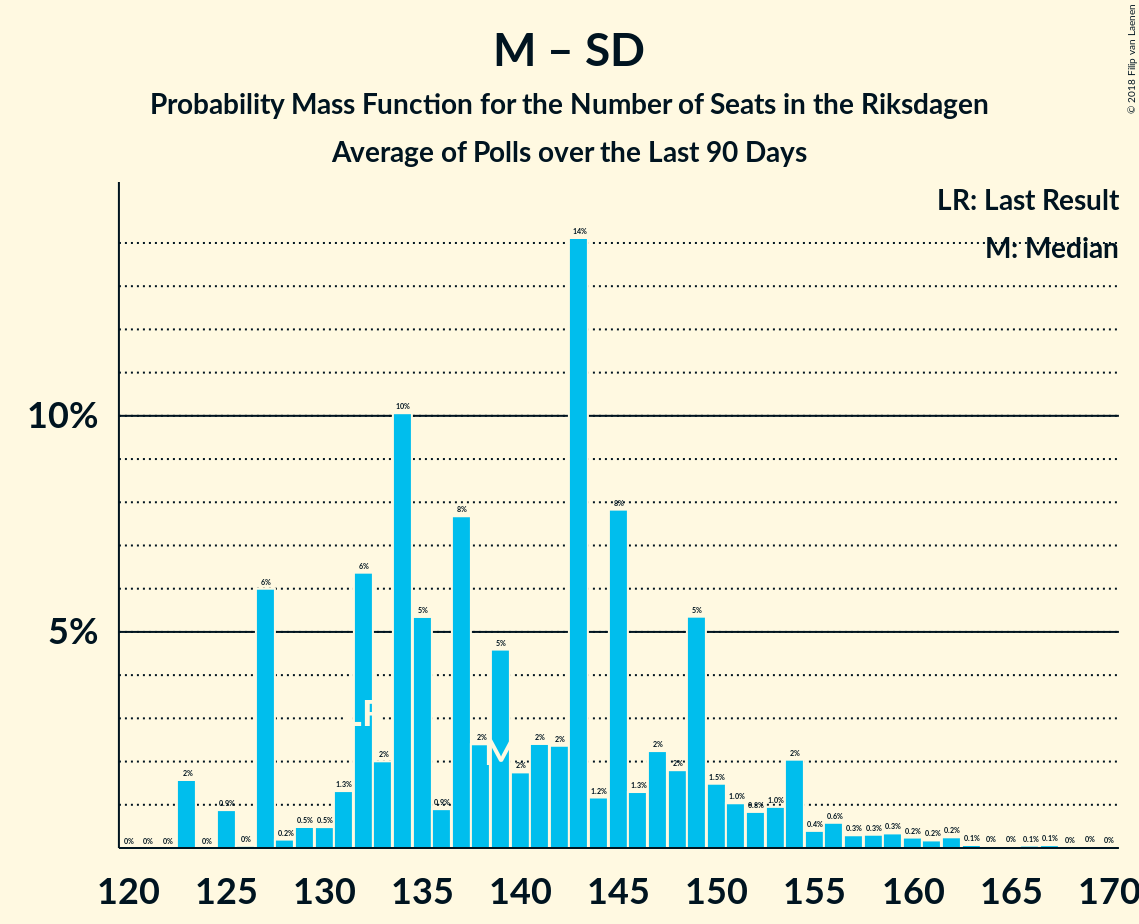 M – SD
Probability Mass Function for the Number of Seats in the Riksdagen
Average of Polls over the Last 90 Days
© 2018 Filip van Laenen
LR: Last Result
M: Median
10%
5%
0% 0% 0% 2% 0% 0.9% 0% 6% 0.2% 0.5% 0.5% 1.3% 6% 2% 10% 5% 0.9% 8% 2% 5% 2% 2% 2% 14% 1.2% 8% 1.3% 2% 2% 5% 1.5% 1.0% 0.8% 1.0% 2% 0.4% 0.6% 0.3% 0.3% 0.3% 0.2% 0.2% 0.2% 0.1% 0% 0% 0.1% 0.1% 0% 0% 0%
LR
M
120 125 130 135 140 145 150 155 160 165 170